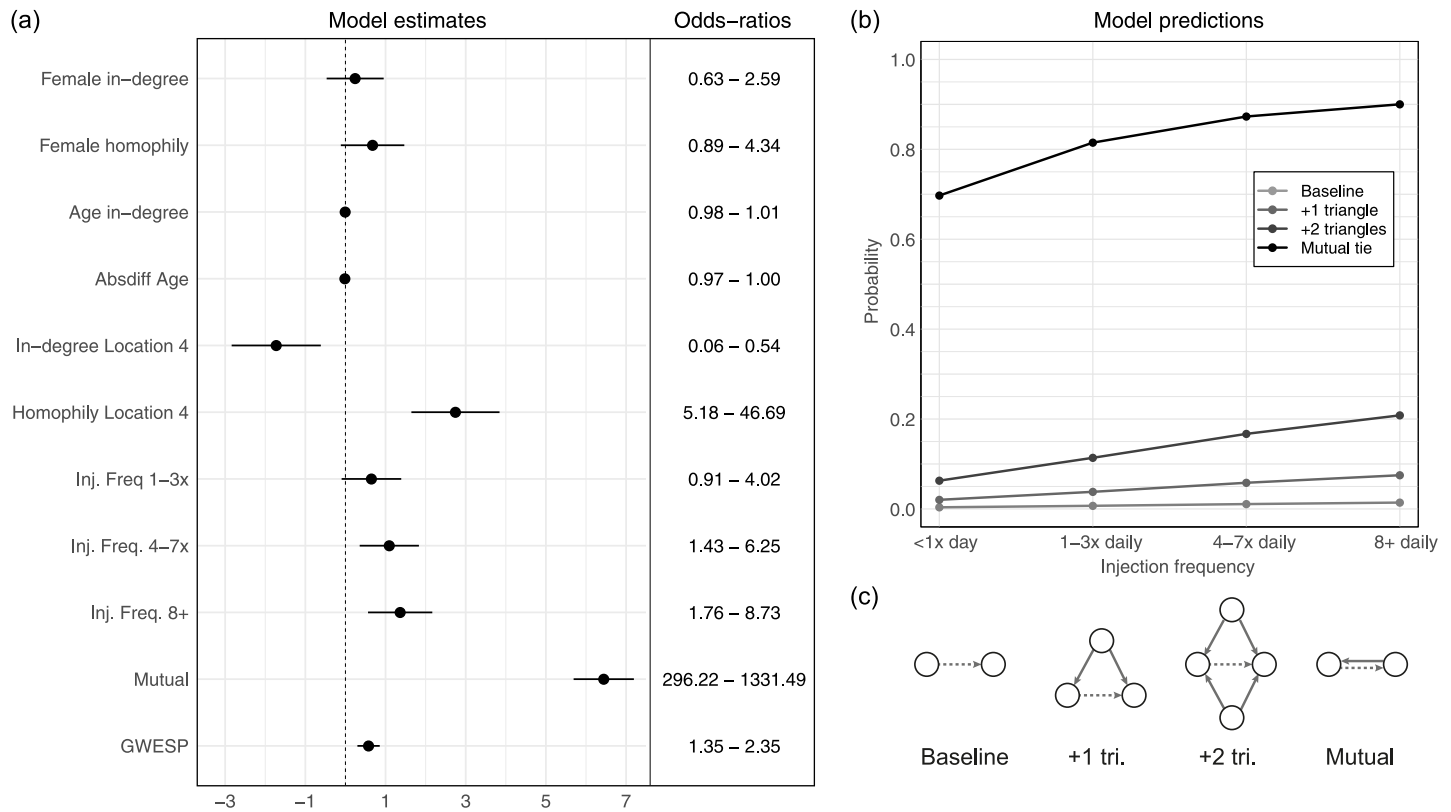 (a)
Model estimates
Odds−ratios
Female in−degree
0.63 − 2.59
Female homophily
0.89 − 4.34
Age in−degree
0.98 − 1.01
Absdiff Age
0.97 − 1.00
In−degree Location 4
0.06 − 0.54
Homophily Location 4
5.18 − 46.69
Inj. Freq 1−3x
0.91 − 4.02
Inj. Freq. 4−7x
1.43 − 6.25
Inj. Freq. 8+
1.76 − 8.73
Mutual
296.22 − 1331.49
GWESP
1.35 − 2.35
−3 −1 1 3 5 7
(b)
Model predictions
1.0
0.8
0.6
0.4
0.2
0.0
Probability
Baseline
+1 triangle
+2 triangles
Mutual tie
<1x day 1−3x daily 4−7x daily 8+ daily
Injection frequency
(c)
Baseline +1 tri. +2 tri. Mutual